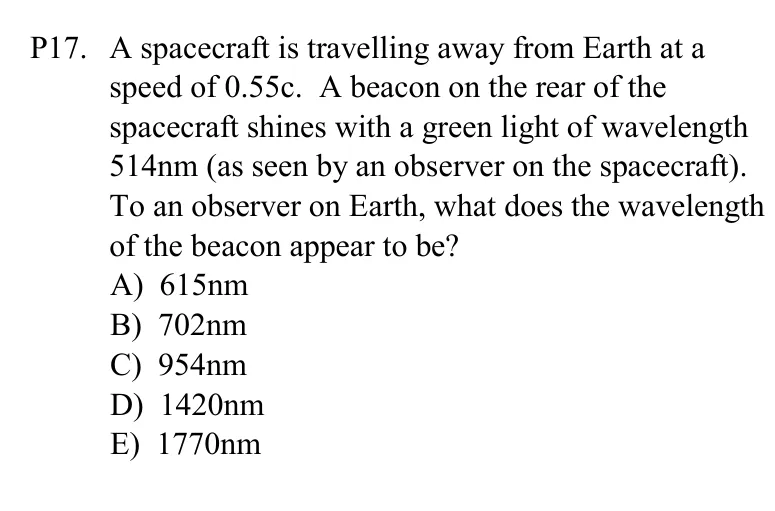 P17. A spacecraft is travelling away from Earth at a
speed of 0.55c. A beacon on the rear of the
spacecraft shines with a green light of wavelength
514nm (as seen by an observer on the spacecraft).
To an observer on Earth, what does the wavelength
of the beacon appear to be?
A) 615nm
B) 702nm
C) 954nm
D) 1420nm
E) 1770nm